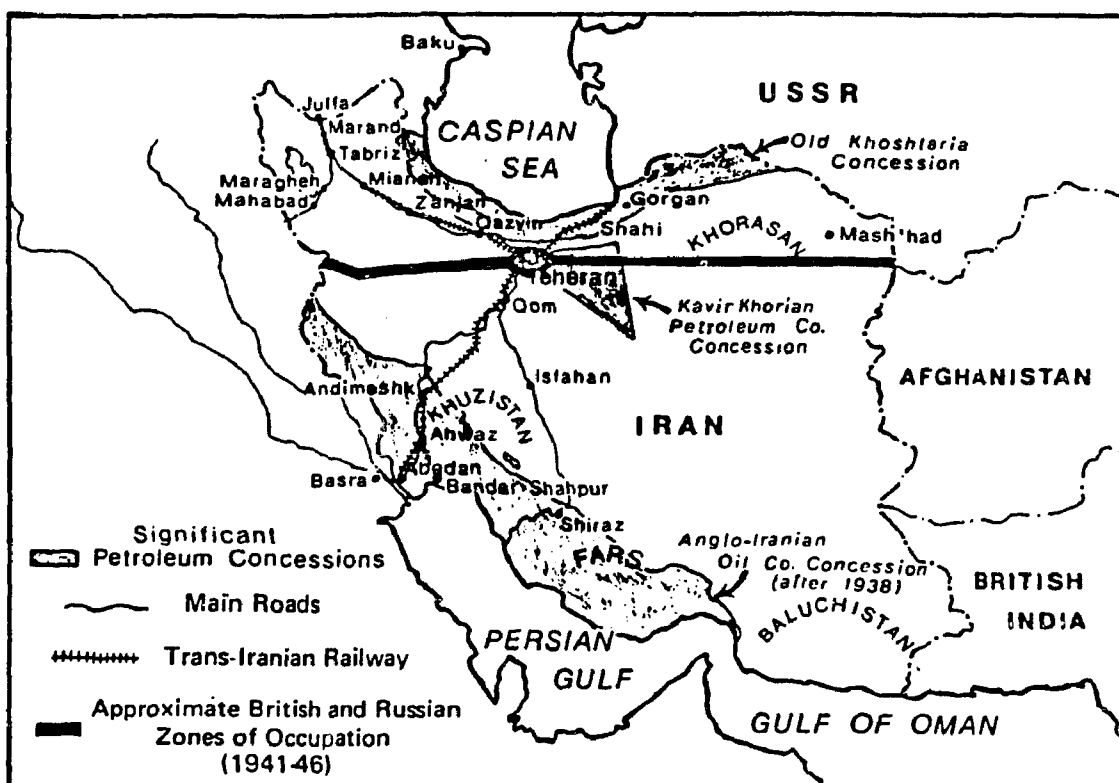 Baku
USSR
Julfa
Marand
CASPIAN
SEA
Old Khoshtaria
Concession
Tabriz
Maragheh
Mianeh
Mahabad
Zanjan
Gorgan
Qazvin
Shahi
KHORASAN
Mash'had
Teheran
Qom
Kavir Khorian
Petroleum Co.
Concession
Isfahan
Andimeshk
AFGHANISTAN
KHUZISTAN
IRAN
Ahwaz
Abadan
Basra
Bandar Shahpur
Shiraz
Significant
Petroleum Concessions
FARS
Anglo-Iranian
Oil Co. Concession
(after 1938)
BRITISH
INDIA
Main Roads
BALUCHISTAN
PERSIAN
GULF
Trans-Iranian Railway
Approximate British and Russian
Zones of Occupation
(1941-46)
GULF OF OMAN